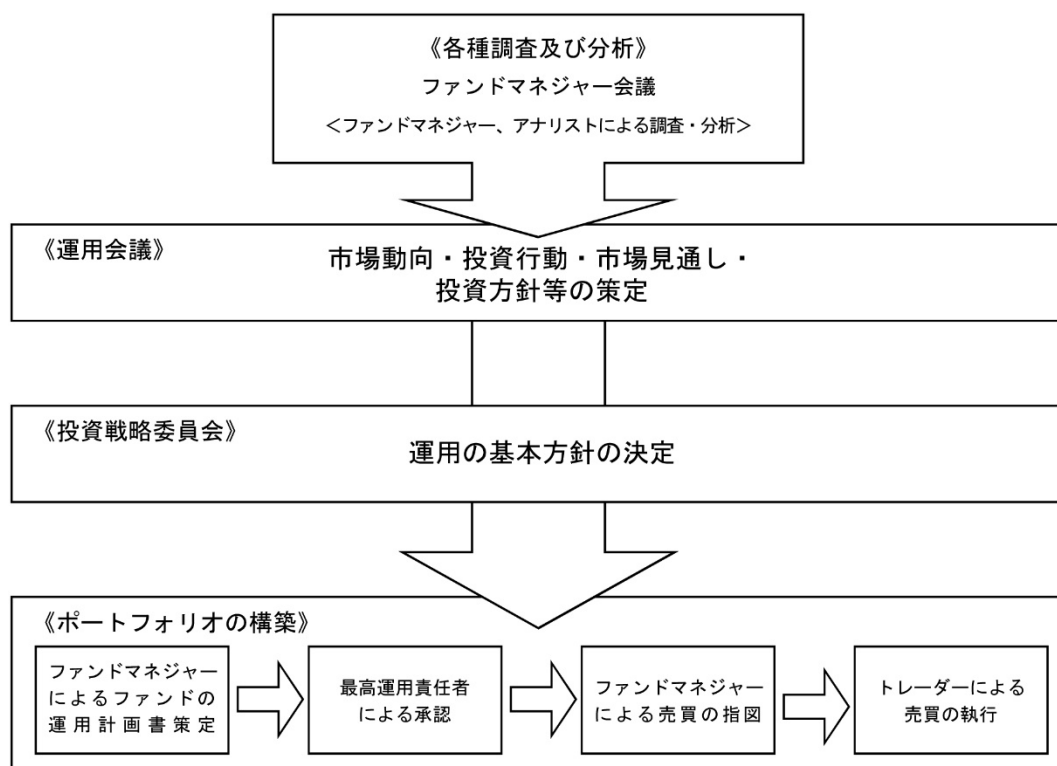 《各種調査及び分析》
ファンドマネジャー会議
＜ファンドマネジャー、アナリストによる調査・分析＞
《運用会議》
市場動向・投資行動・市場見通し・
投資方針等の策定
《投資戦略委員会》
運用の基本方針の決定
《ポートフォリオの構築》
ファンドマネジャー
によるファンドの
運用計画書策定
最高運用責任者
による承認
ファンドマネジャー
による売買の指図
トレーダーによる
売買の執行